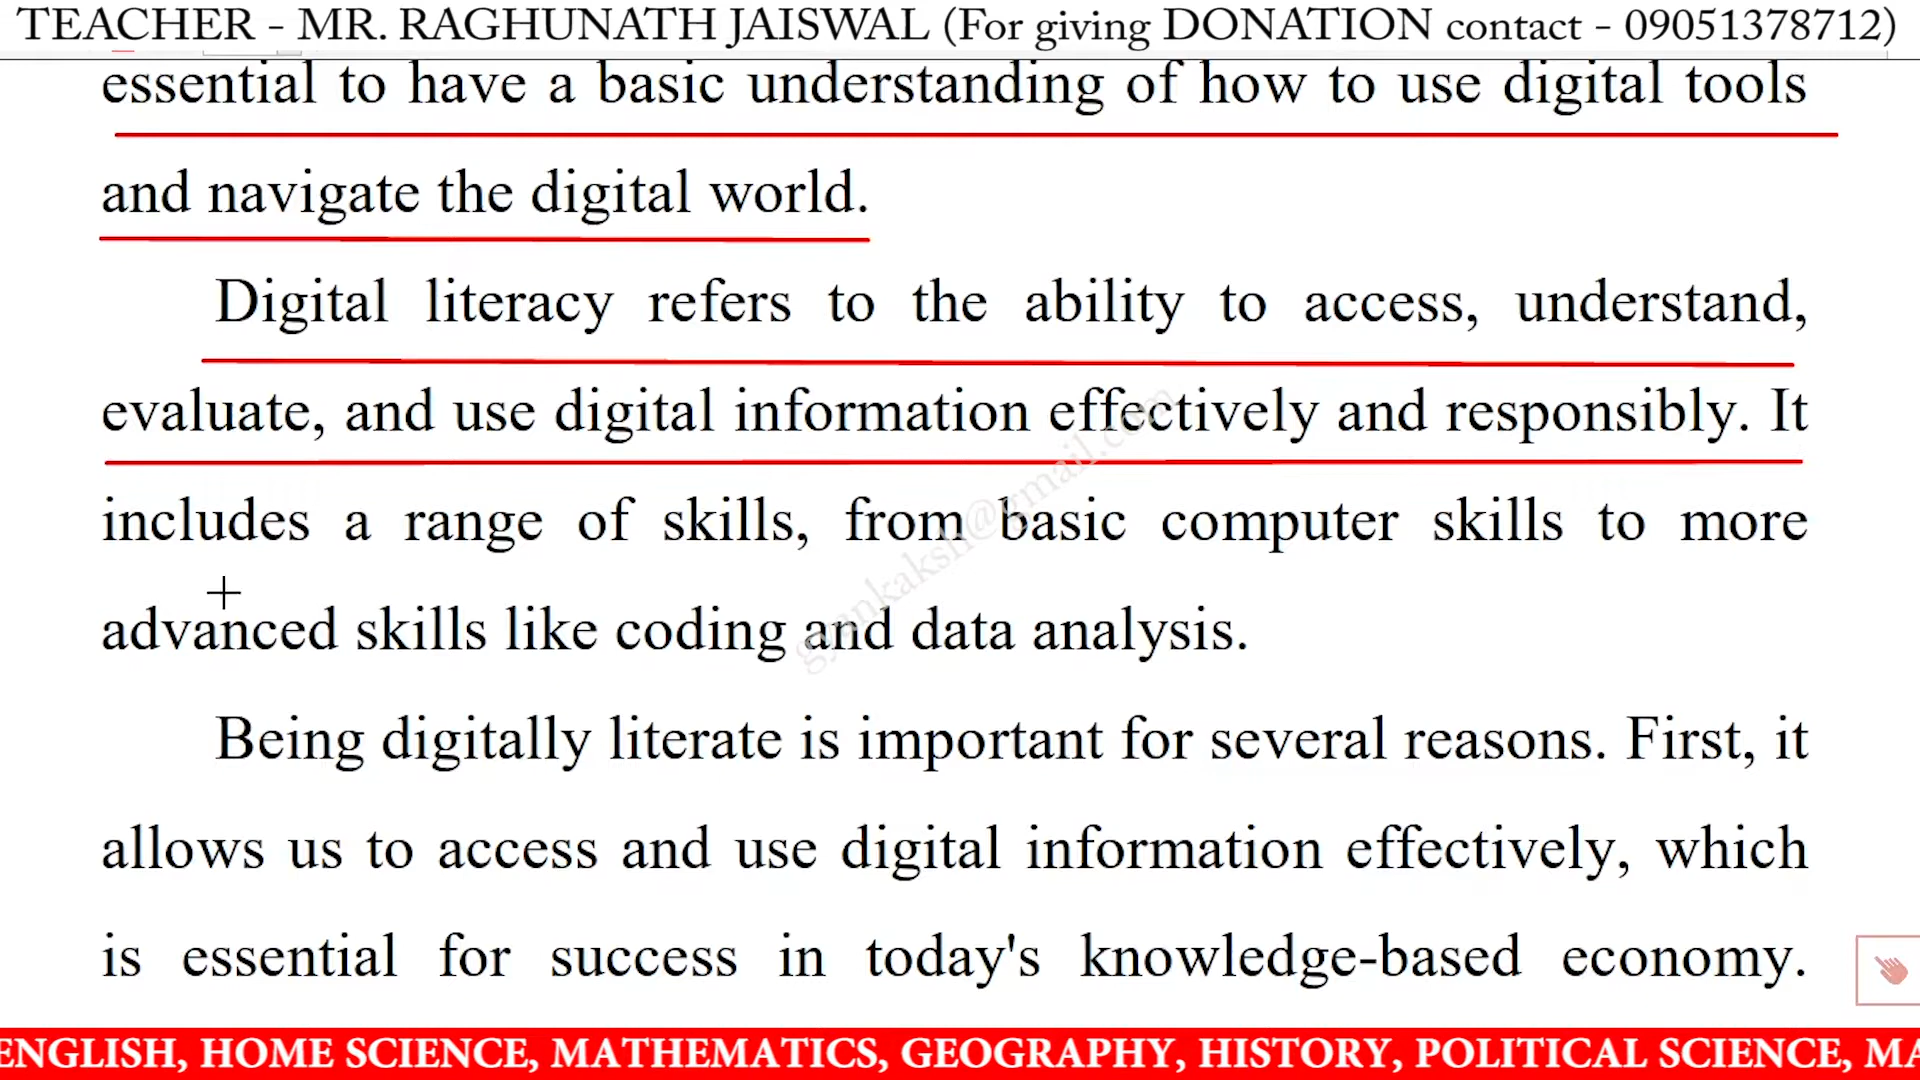 TEACHER - MR. RAGHUNATH JAISWAL (For giving DONATION contact - 09051378712)
essential to have a basic understanding of how to use digital tools
and navigate the digital world.
Digital literacy refers to the ability to access, understand,
evaluate, and use digital information effectively and responsibly. It
includes a range of skills, from basic computer skills to more
advanced skills like coding and data analysis.
gyankaksh@gmail.com
Being digitally literate is important for several reasons. First, it
allows us to access and use digital information effectively, which
is essential for success in today's knowledge-based economy.
ENGLISH, HOME SCIENCE, MATHEMATICS, GEOGRAPHY, HISTORY, POLITICAL SCIENCE, MA